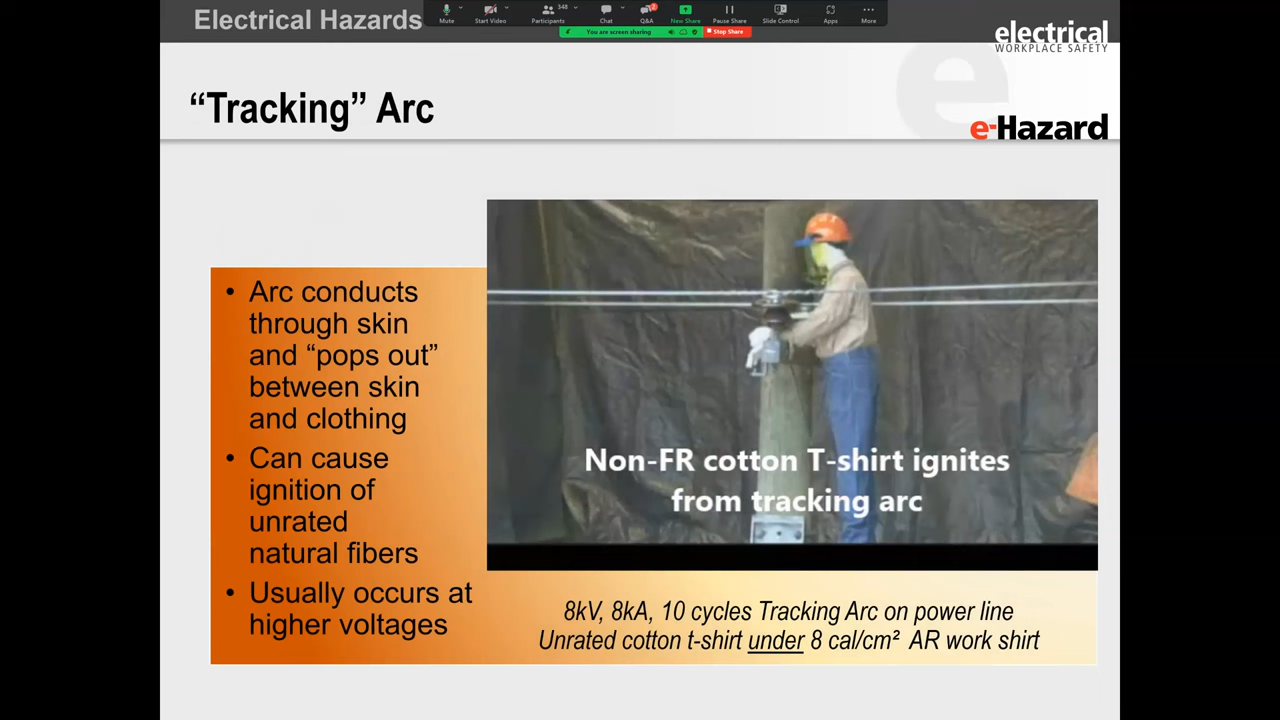 Electrical Hazards
Mute
Start Video
Participants
348
Chat
Q&A
2
New Share
Pause Share
Slide Control
Apps
More
You are screen sharing
Stop Share
electrical
WORKPLACE SAFETY
“Tracking” Arc
e-Hazard
• Arc conducts
through skin
and “pops out”
between skin
and clothing
• Can cause
ignition of
unrated
natural fibers
• Usually occurs at
higher voltages
Non-FR cotton T-shirt ignites
from tracking arc
8kV, 8kA, 10 cycles Tracking Arc on power line
Unrated cotton t-shirt under 8 cal/cm² AR work shirt